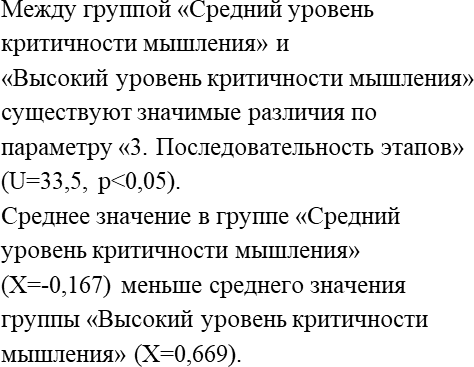 Между группой «Средний уровень
критичности мышления» и
«Высокий уровень критичности мышления»
существуют значимые различия по
параметру «3. Последовательность этапов»
(U=33,5, p<0,05).
Среднее значение в группе «Средний
уровень критичности мышления»
(X=-0,167) меньше среднего значения
группы «Высокий уровень критичности
мышления» (X=0,669).